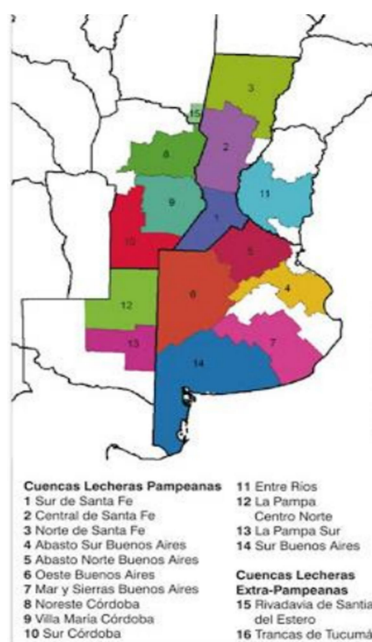 3
15
2
8
11
9
1
10
5
4
6
12
7
13
14
Cuencas Lecheras Pampeanas
1 Sur de Santa Fe
2 Central de Santa Fe
3 Norte de Santa Fe
4 Abasto Sur Buenos Aires
5 Abasto Norte Buenos Aires
6 Oeste Buenos Aires
7 Mar y Sierras Buenos Aires
8 Noreste Córdoba
9 Villa María Córdoba
10 Sur Córdoba
11 Entre Ríos
12 La Pampa
Centro Norte
13 La Pampa Sur
14 Sur Buenos Aires
Cuencas Lecheras
Extra-Pampeanas
15 Rivadavia de Santia
del Estero
16 Trancas de Tucumá